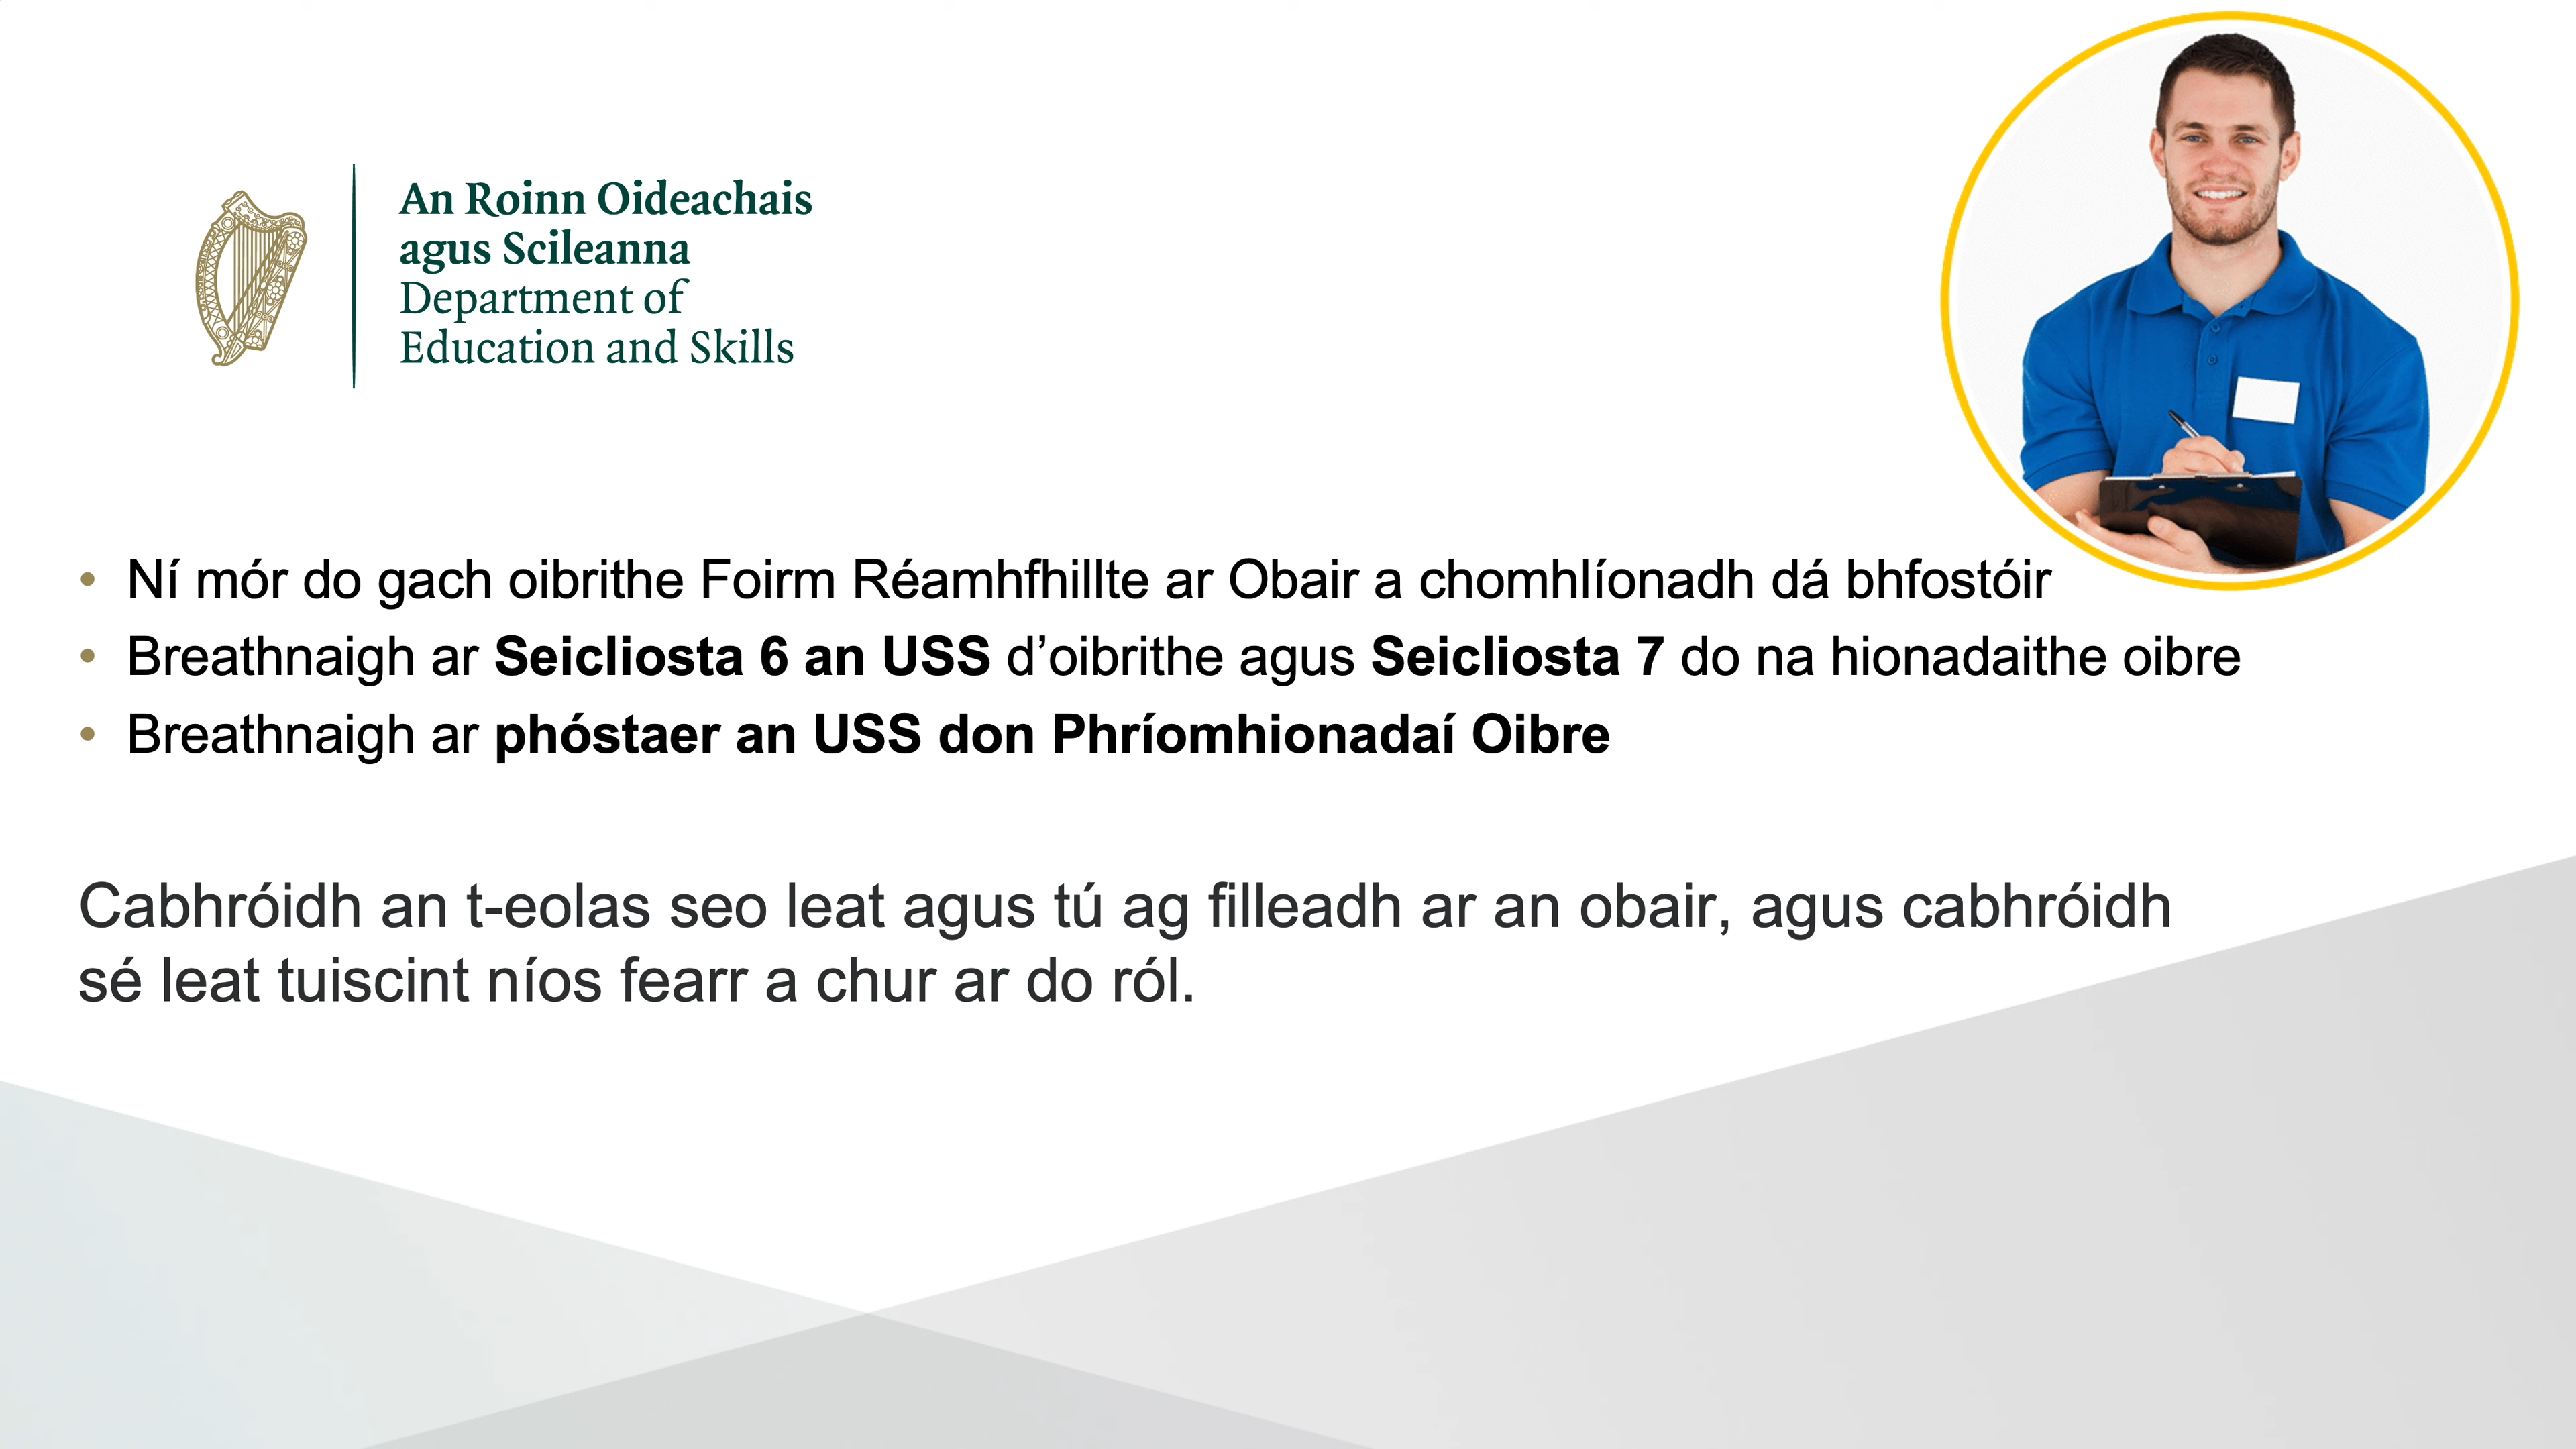 An Roinn Oideachais
agus Scileanna
Department of
Education and Skills
• Ní mór do gach oibrithe Foirm Réamhfhillte ar Obair a chomhlíonadh dá bhfostóir
• Breathnaigh ar Seicliosta 6 an USS d’oibrithe agus Seicliosta 7 do na hionadaithe oibre
• Breathnaigh ar phóstaer an USS don Phríomhionadaí Oibre
Cabhróidh an t-eolas seo leat agus tú ag filleadh ar an obair, agus cabhróidh
sé leat tuiscint níos fearr a chur ar do ról.